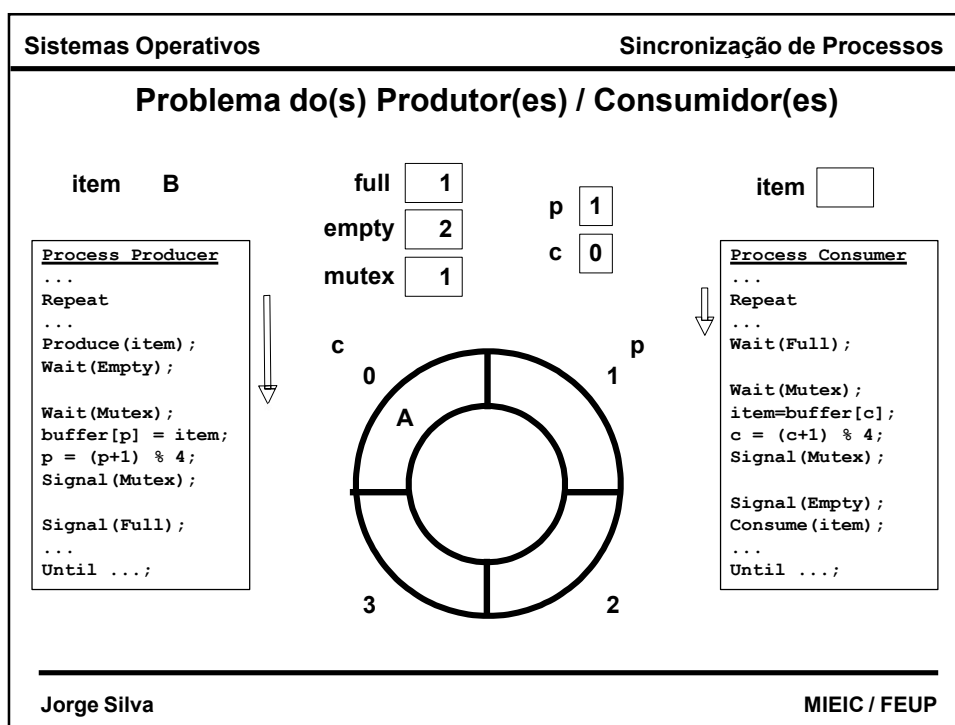 Sistemas Operativos
Sincronização de Processos
Problema do(s) Produtor(es) / Consumidor(es)
item B
full 1
empty 2
mutex 1
p 1
c 0
item
Process Producer
...
Repeat
...
Produce(item);
Wait(Empty);
Wait(Mutex);
buffer[p] = item;
p = (p+1) % 4;
Signal(Mutex);
Signal(Full);
...
Until ...;
c
0
p
1
A
3
2
Process Consumer
...
Repeat
...
Wait(Full);
Wait(Mutex);
item=buffer[c];
c = (c+1) % 4;
Signal(Mutex);
Signal(Empty);
Consume(item);
...
Until ...;
Jorge Silva
MIEIC / FEUP